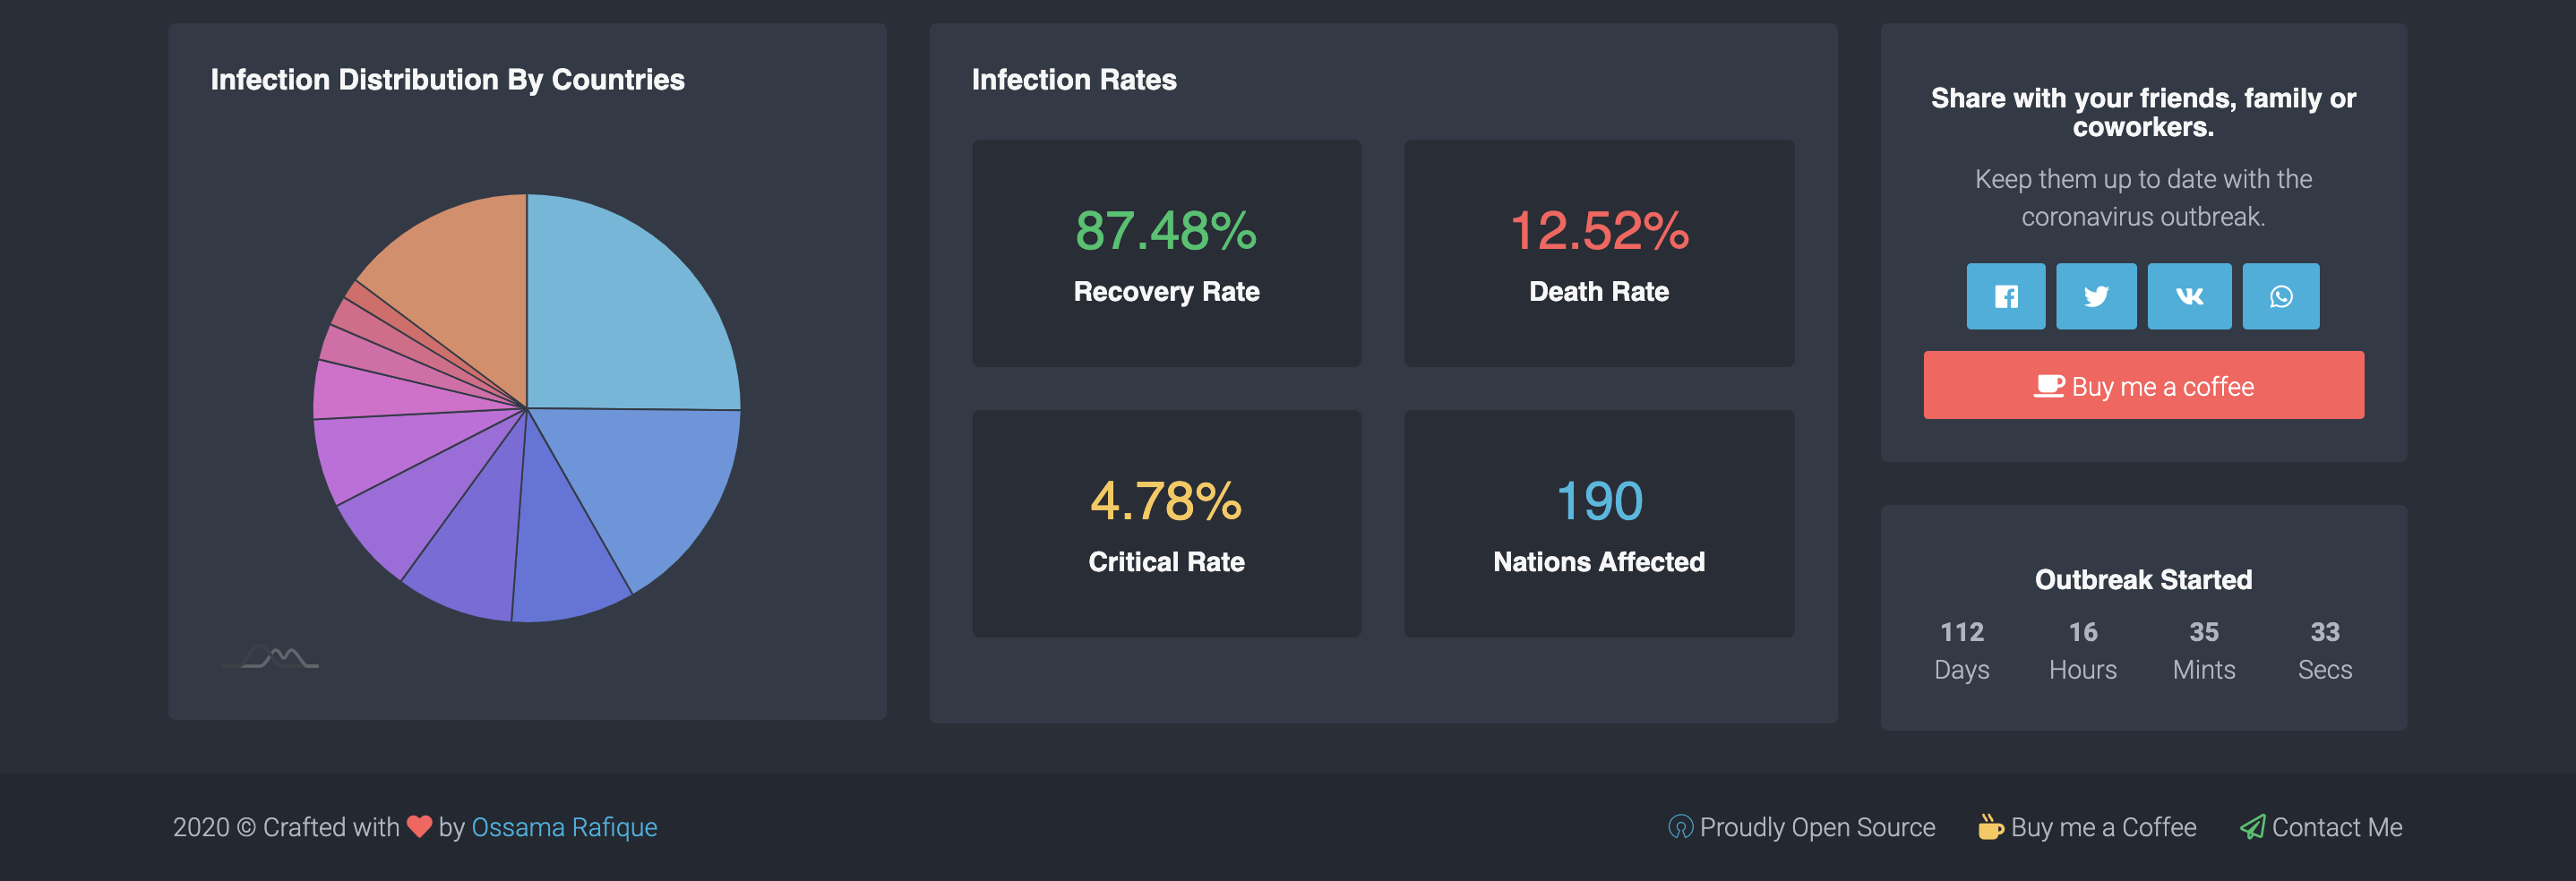 Infection Distribution By Countries
Infection Rates
87.48%
Recovery Rate
12.52%
Death Rate
4.78%
Critical Rate
190
Nations Affected
Share with your friends, family or
coworkers.
Keep them up to date with the
coronavirus outbreak.
Buy me a coffee
Outbreak Started
112 16 35 33
Days Hours Mints Secs
2020 © Crafted with ❤ by Ossama Rafique
Proudly Open Source Buy me a Coffee Contact Me